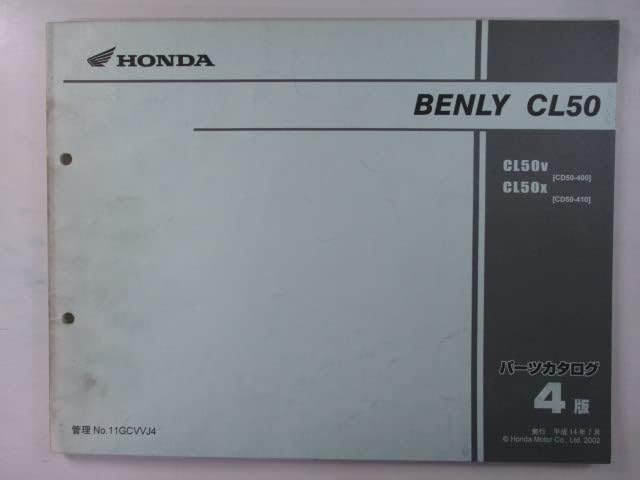 HONDA
BENLY CL50
CL50V
[CD50-400]
CL50X
[CD50-410]
パーツカタログ
4版
管理 No.11GCVVJ4
発行 平成14年7月
© Honda Motor Co., Ltd. 2002